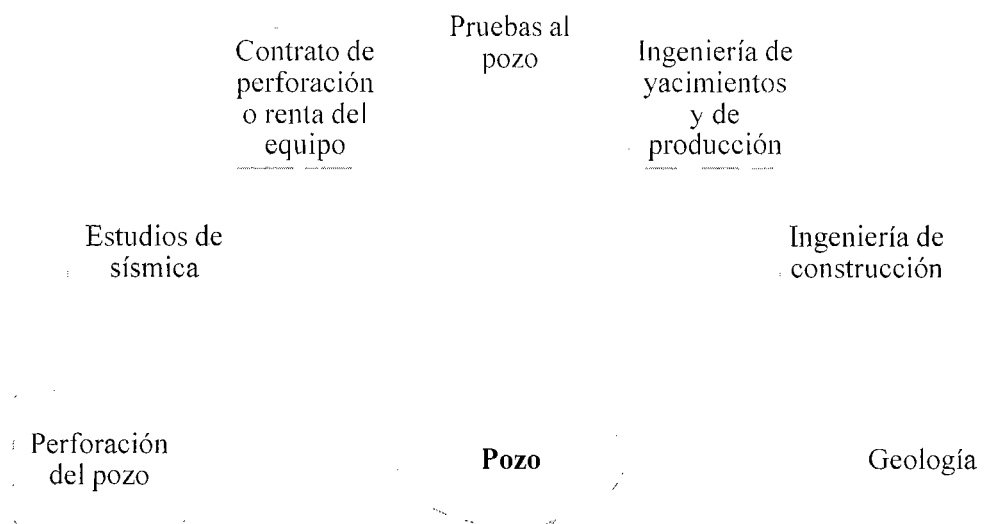 Pruebas al
pozo
Contrato de
perforación
o renta del
equipo
Ingeniería de
yacimientos
y de
producción
Estudios de
sísmica
Ingeniería de
construcción
Perforación
del pozo
Pozo
Geología